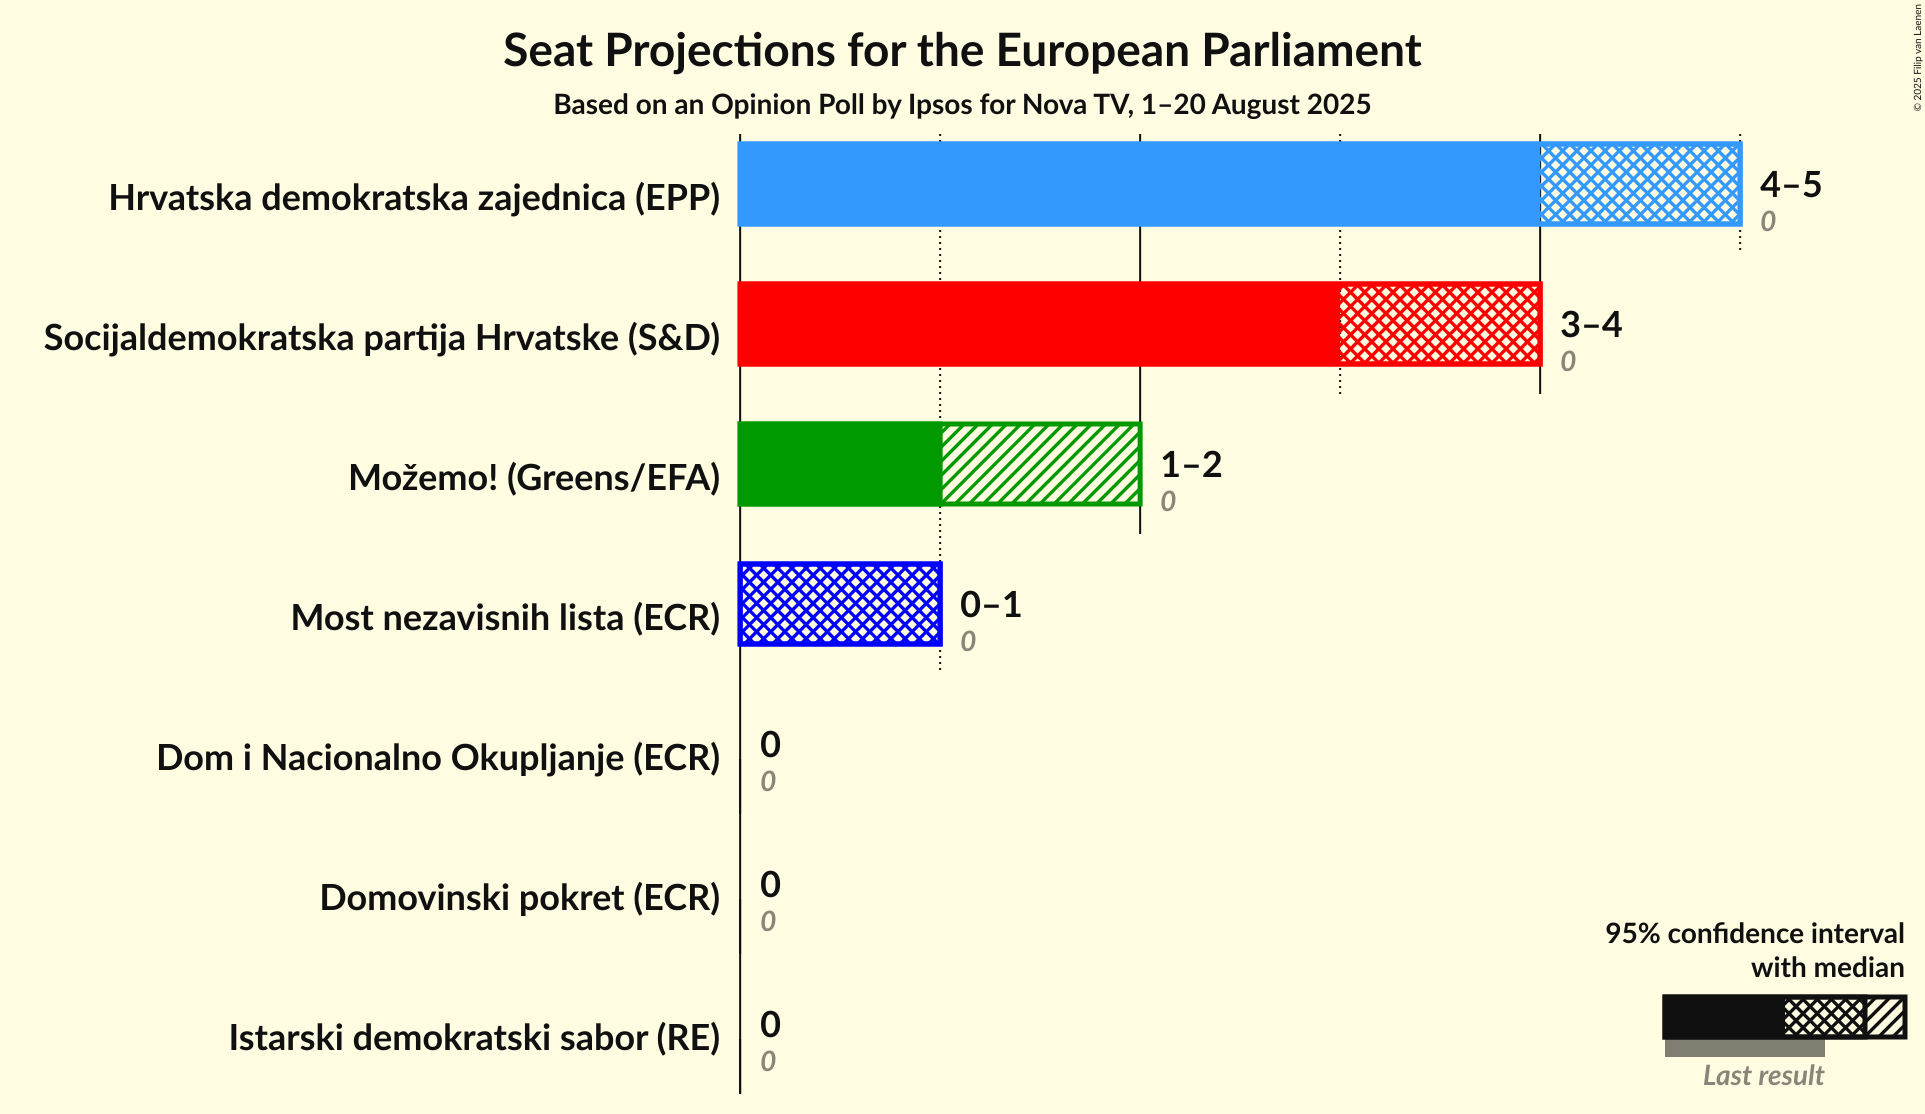 Seat Projections for the European Parliament
Based on an Opinion Poll by Ipsos for Nova TV, 1–20 August 2025
© 2025 Filip van Laenen
Hrvatska demokratska zajednica (EPP)
4–5
0
Socijaldemokratska partija Hrvatske (S&D)
3–4
0
Možemo! (Greens/EFA)
1–2
0
Most nezavisnih lista (ECR)
0–1
0
Dom i Nacionalno Okupljanje (ECR)
0
0
Domovinski pokret (ECR)
0
0
Istarski demokratski sabor (RE)
0
0
95% confidence interval
with median
Last result